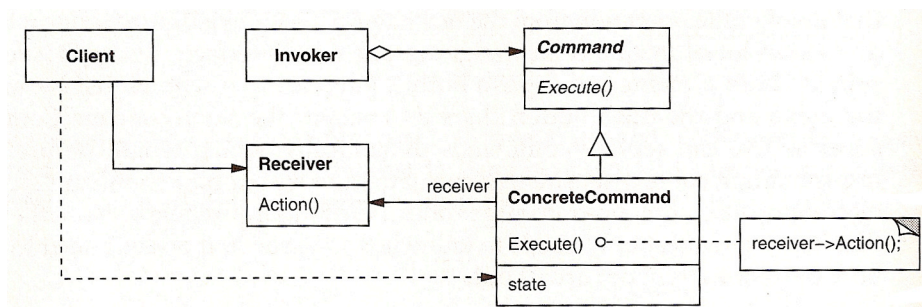 Client
Invoker
Command
Execute()
Receiver
Action()
receiver
ConcreteCommand
Execute()
receiver->Action();
state